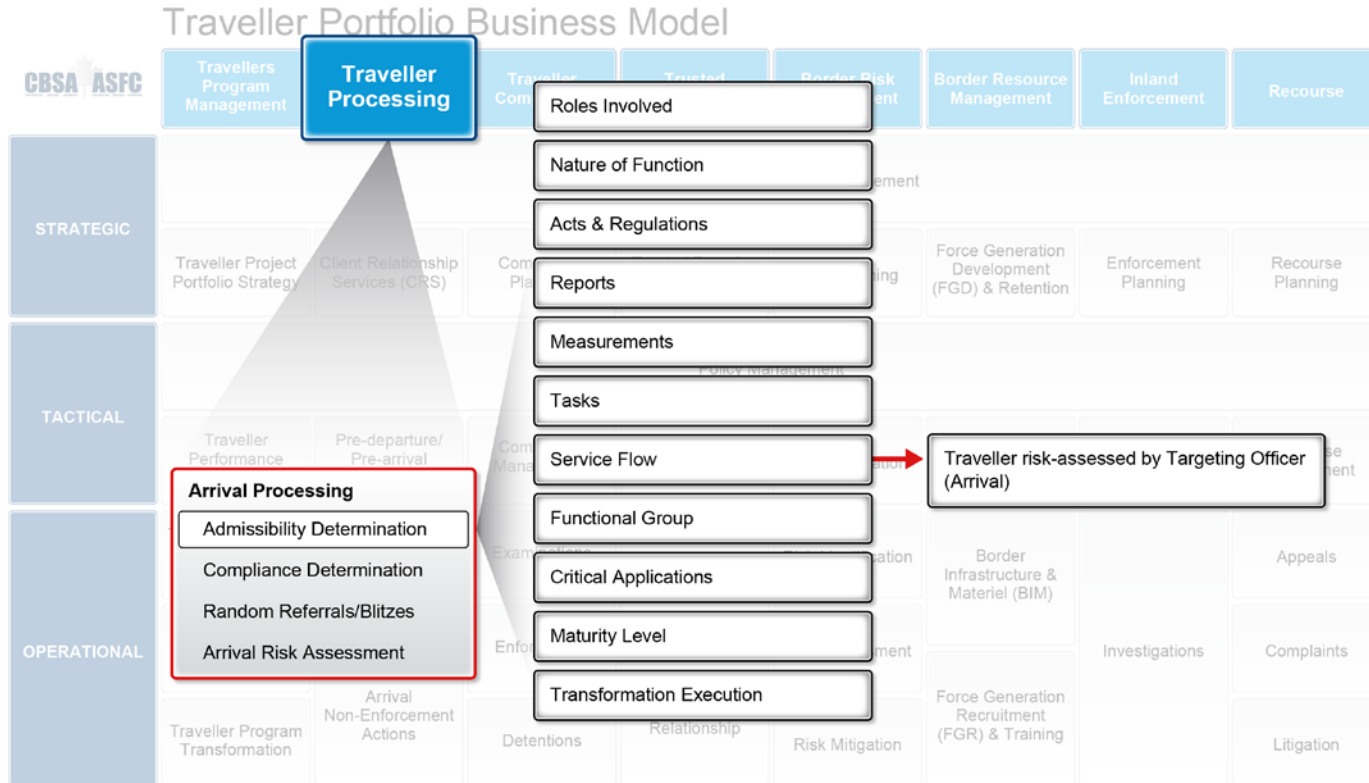 Traveller Portfolio Business Model
CBSA ASFC
Travellers
Program
Management
Traveller
Processing
Border Resource
Management
Inland
Enforcement
Recourse
STRATEGIC
Traveller Project
Portfolio Strategy
Client Relationship
Services (CRS)
Force Generation
Development
(FGD) & Retention
Enforcement
Planning
Recourse
Planning
Roles Involved
Nature of Function
Acts & Regulations
Reports
Measurements
Policy Management
Tasks
Service Flow
Functional Group
Critical Applications
Maturity Level
Transformation Execution
Traveller risk-assessed by Targeting Officer
(Arrival)
TACTICAL
Traveller
Performance
Pre-departure/
Pre-arrival
Arrival Processing
Admissibility Determination
Compliance Determination
Random Referrals/Blitzes
Arrival Risk Assessment
OPERATIONAL
Border
Infrastructure &
Materiel (BIM)
Appeals
Investigations
Complaints
Arrival
Non-Enforcement
Actions
Traveller Program
Transformation
Detentions
Relationship
Risk Mitigation
Force Generation
Recruitment
(FGR) & Training
Litigation